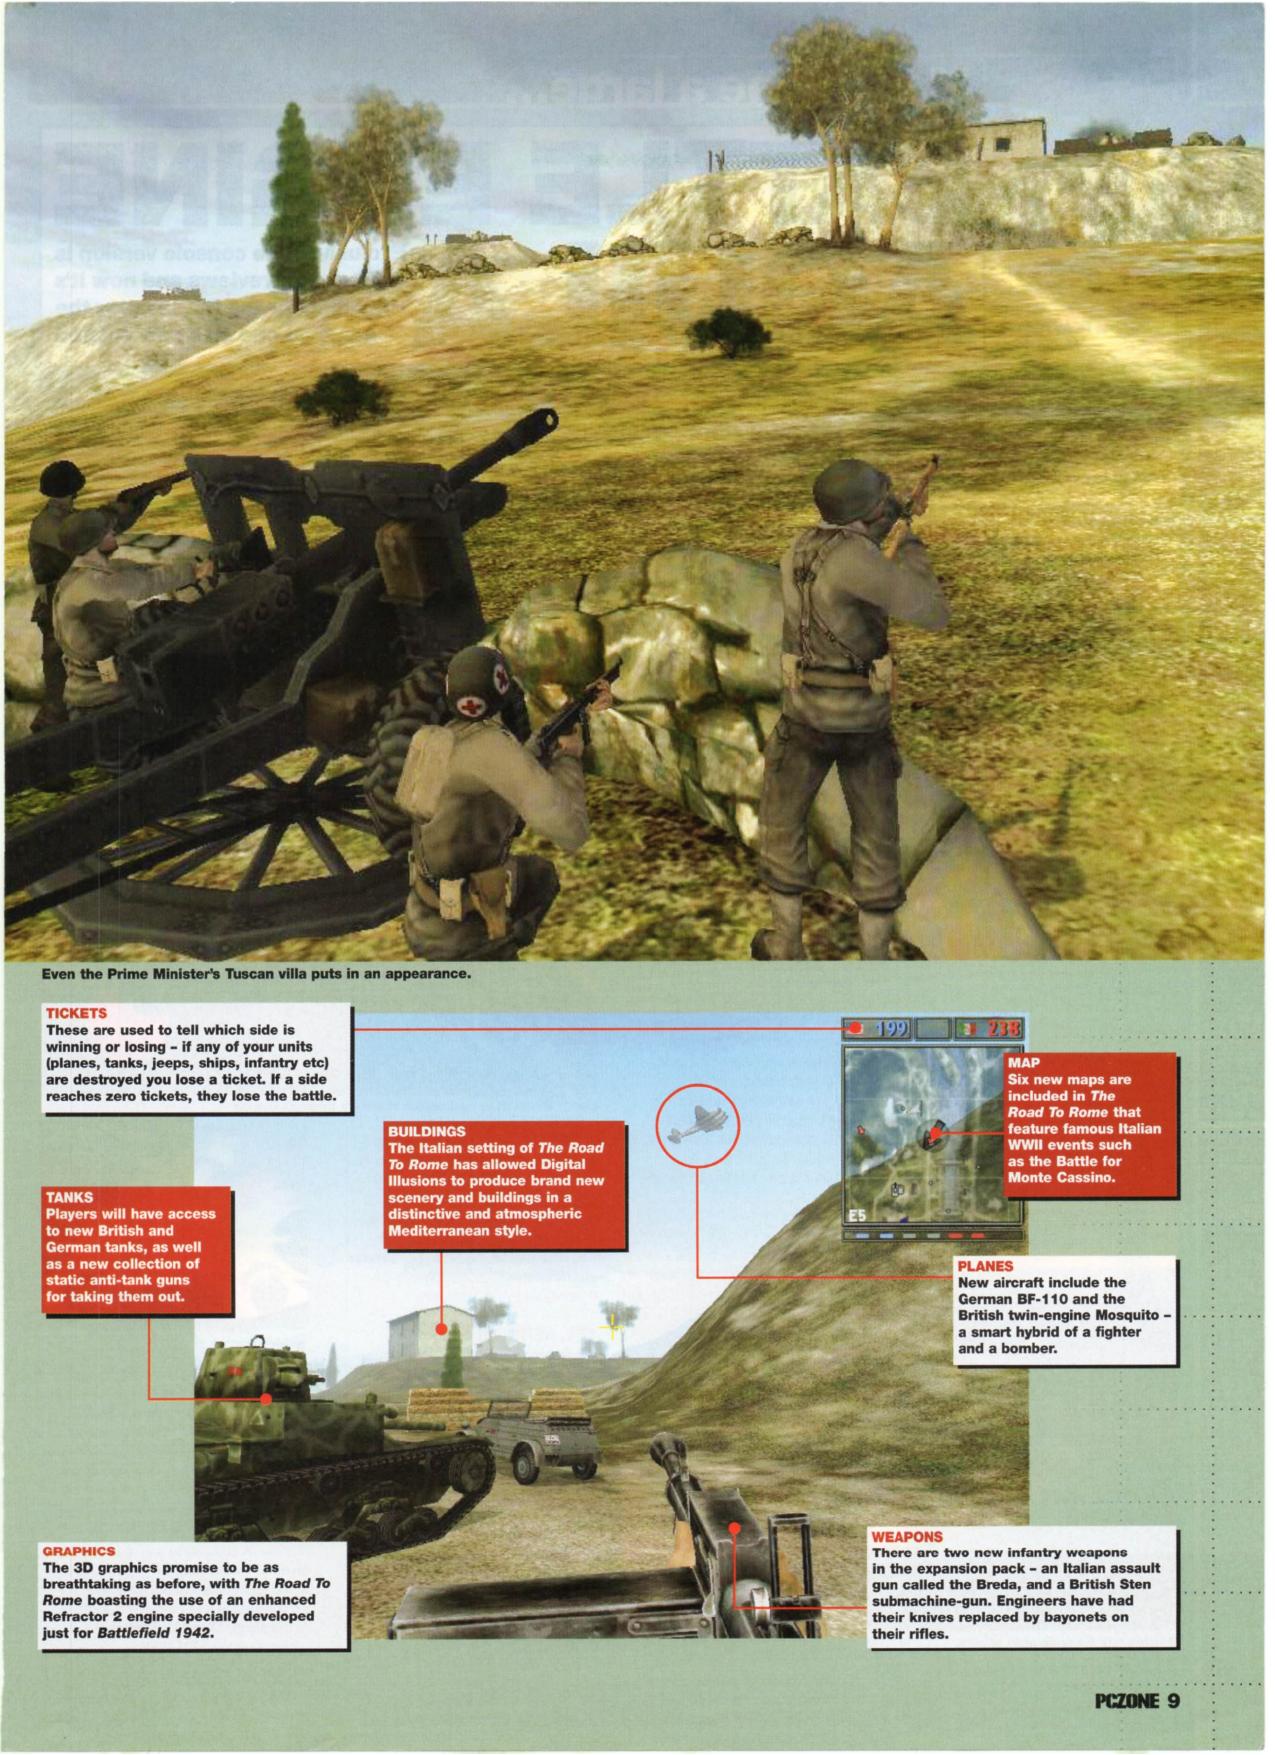 Even the Prime Minister's Tuscan villa puts in an appearance.
TICKETS
These are used to tell which side is
winning or losing – if any of your units
(planes, tanks, jeeps, ships, infantry etc)
are destroyed you lose a ticket. If a side
reaches zero tickets, they lose the battle.
199
238
MAP
Six new maps are
included in The
Road To Rome that
feature famous Italian
WWII events such
as the Battle for
Monte Cassino.
E5
BUILDINGS
The Italian setting of The Road
To Rome has allowed Digital
Illusions to produce brand new
scenery and buildings in a
distinctive and atmospheric
Mediterranean style.
TANKS
Players will have access
to new British and
German tanks, as well
as a new collection of
static anti-tank guns
for taking them out.
PLANES
New aircraft include the
German BF-110 and the
British twin-engine Mosquito –
a smart hybrid of a fighter
and a bomber.
GRAPHICS
The 3D graphics promise to be as
breathtaking as before, with The Road To
Rome boasting the use of an enhanced
Refractor 2 engine specially developed
just for Battlefield 1942.
WEAPONS
There are two new infantry weapons
in the expansion pack – an Italian assault
gun called the Breda, and a British Sten
submachine-gun. Engineers have had
their knives replaced by bayonets on
their rifles.
PCZONE 9